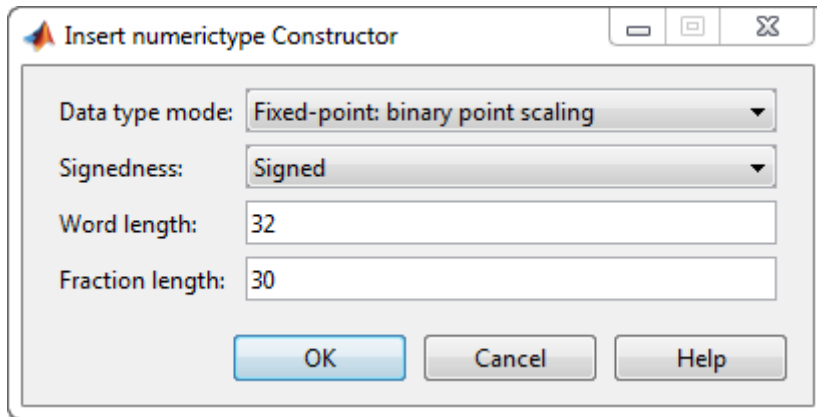 Insert numerictype Constructor
Data type mode: Fixed-point: binary point scaling
Signedness: Signed
Word length: 32
Fraction length: 30
OK Cancel Help